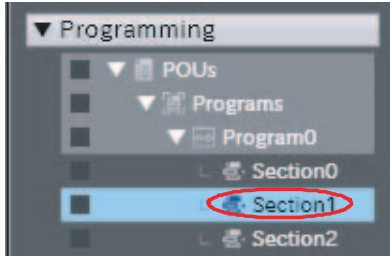 Programming
POUs
Programs
Program0
Section0
Section1
Section2